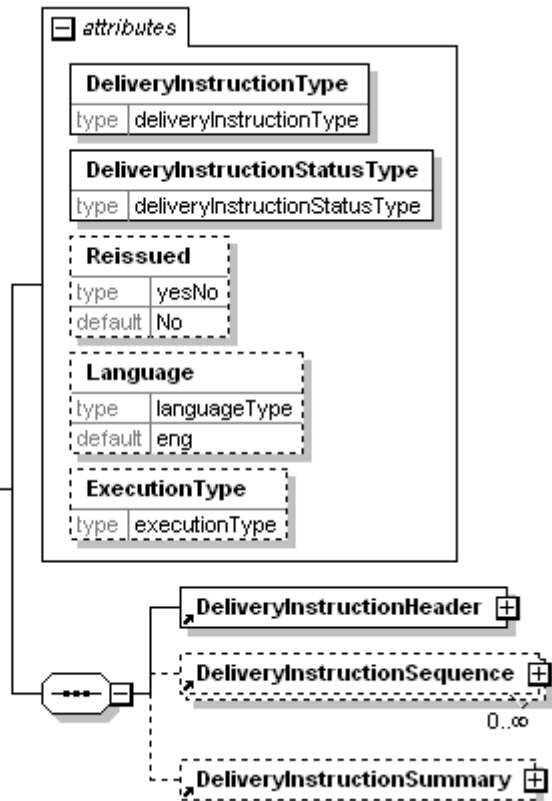 attributes
DeliveryInstructionType
type deliveryInstructionType
DeliveryInstructionStatusType
type deliveryInstructionStatusType
Reissued
type yesNo
default No
Language
type languageType
default eng
ExecutionType
type executionType
DeliveryInstructionHeader
DeliveryInstructionSequence
0..∞
DeliveryInstructionSummary